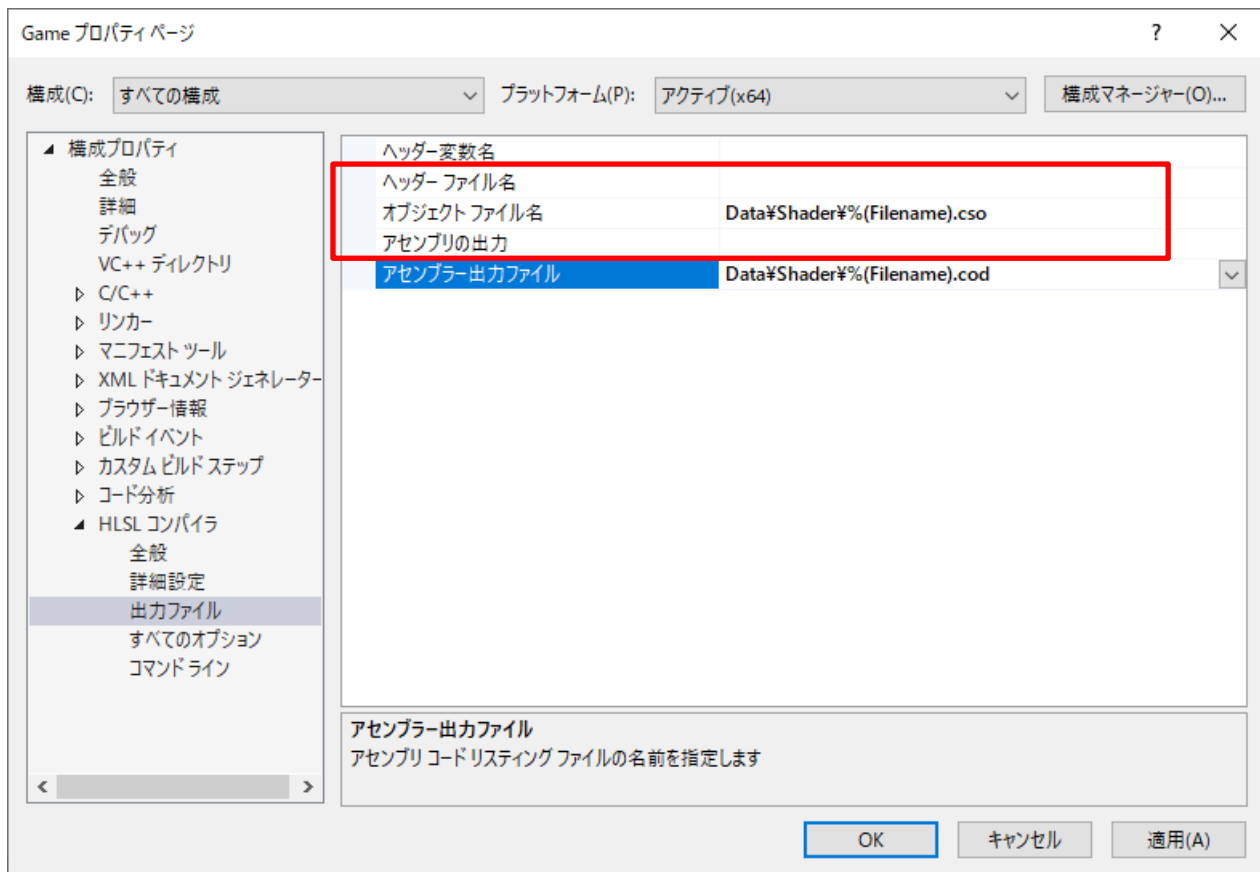 Game プロパティ ページ
?
構成(C): すべての構成 プラットフォーム(P): アクティブ(x64) 構成マネージャー(O)...
構成プロパティ
全般
詳細
デバッグ
VC++ ディレクトリ
C/C++
リンカー
マニフェスト ツール
XML ドキュメント ジェネレーター
ブラウザー情報
ビルド イベント
カスタム ビルド ステップ
コード分析
HLSL コンパイラ
全般
詳細設定
出力ファイル
すべてのオプション
コマンド ライン
ヘッダー変数名
ヘッダー ファイル名
オブジェクト ファイル名 Data¥Shader¥%(Filename).cso
アセンブリの出力
アセンブラー出力ファイル Data¥Shader¥%(Filename).cod
アセンブラー出力ファイル
アセンブリ コード リスティング ファイルの名前を指定します
OK キャンセル 適用(A)